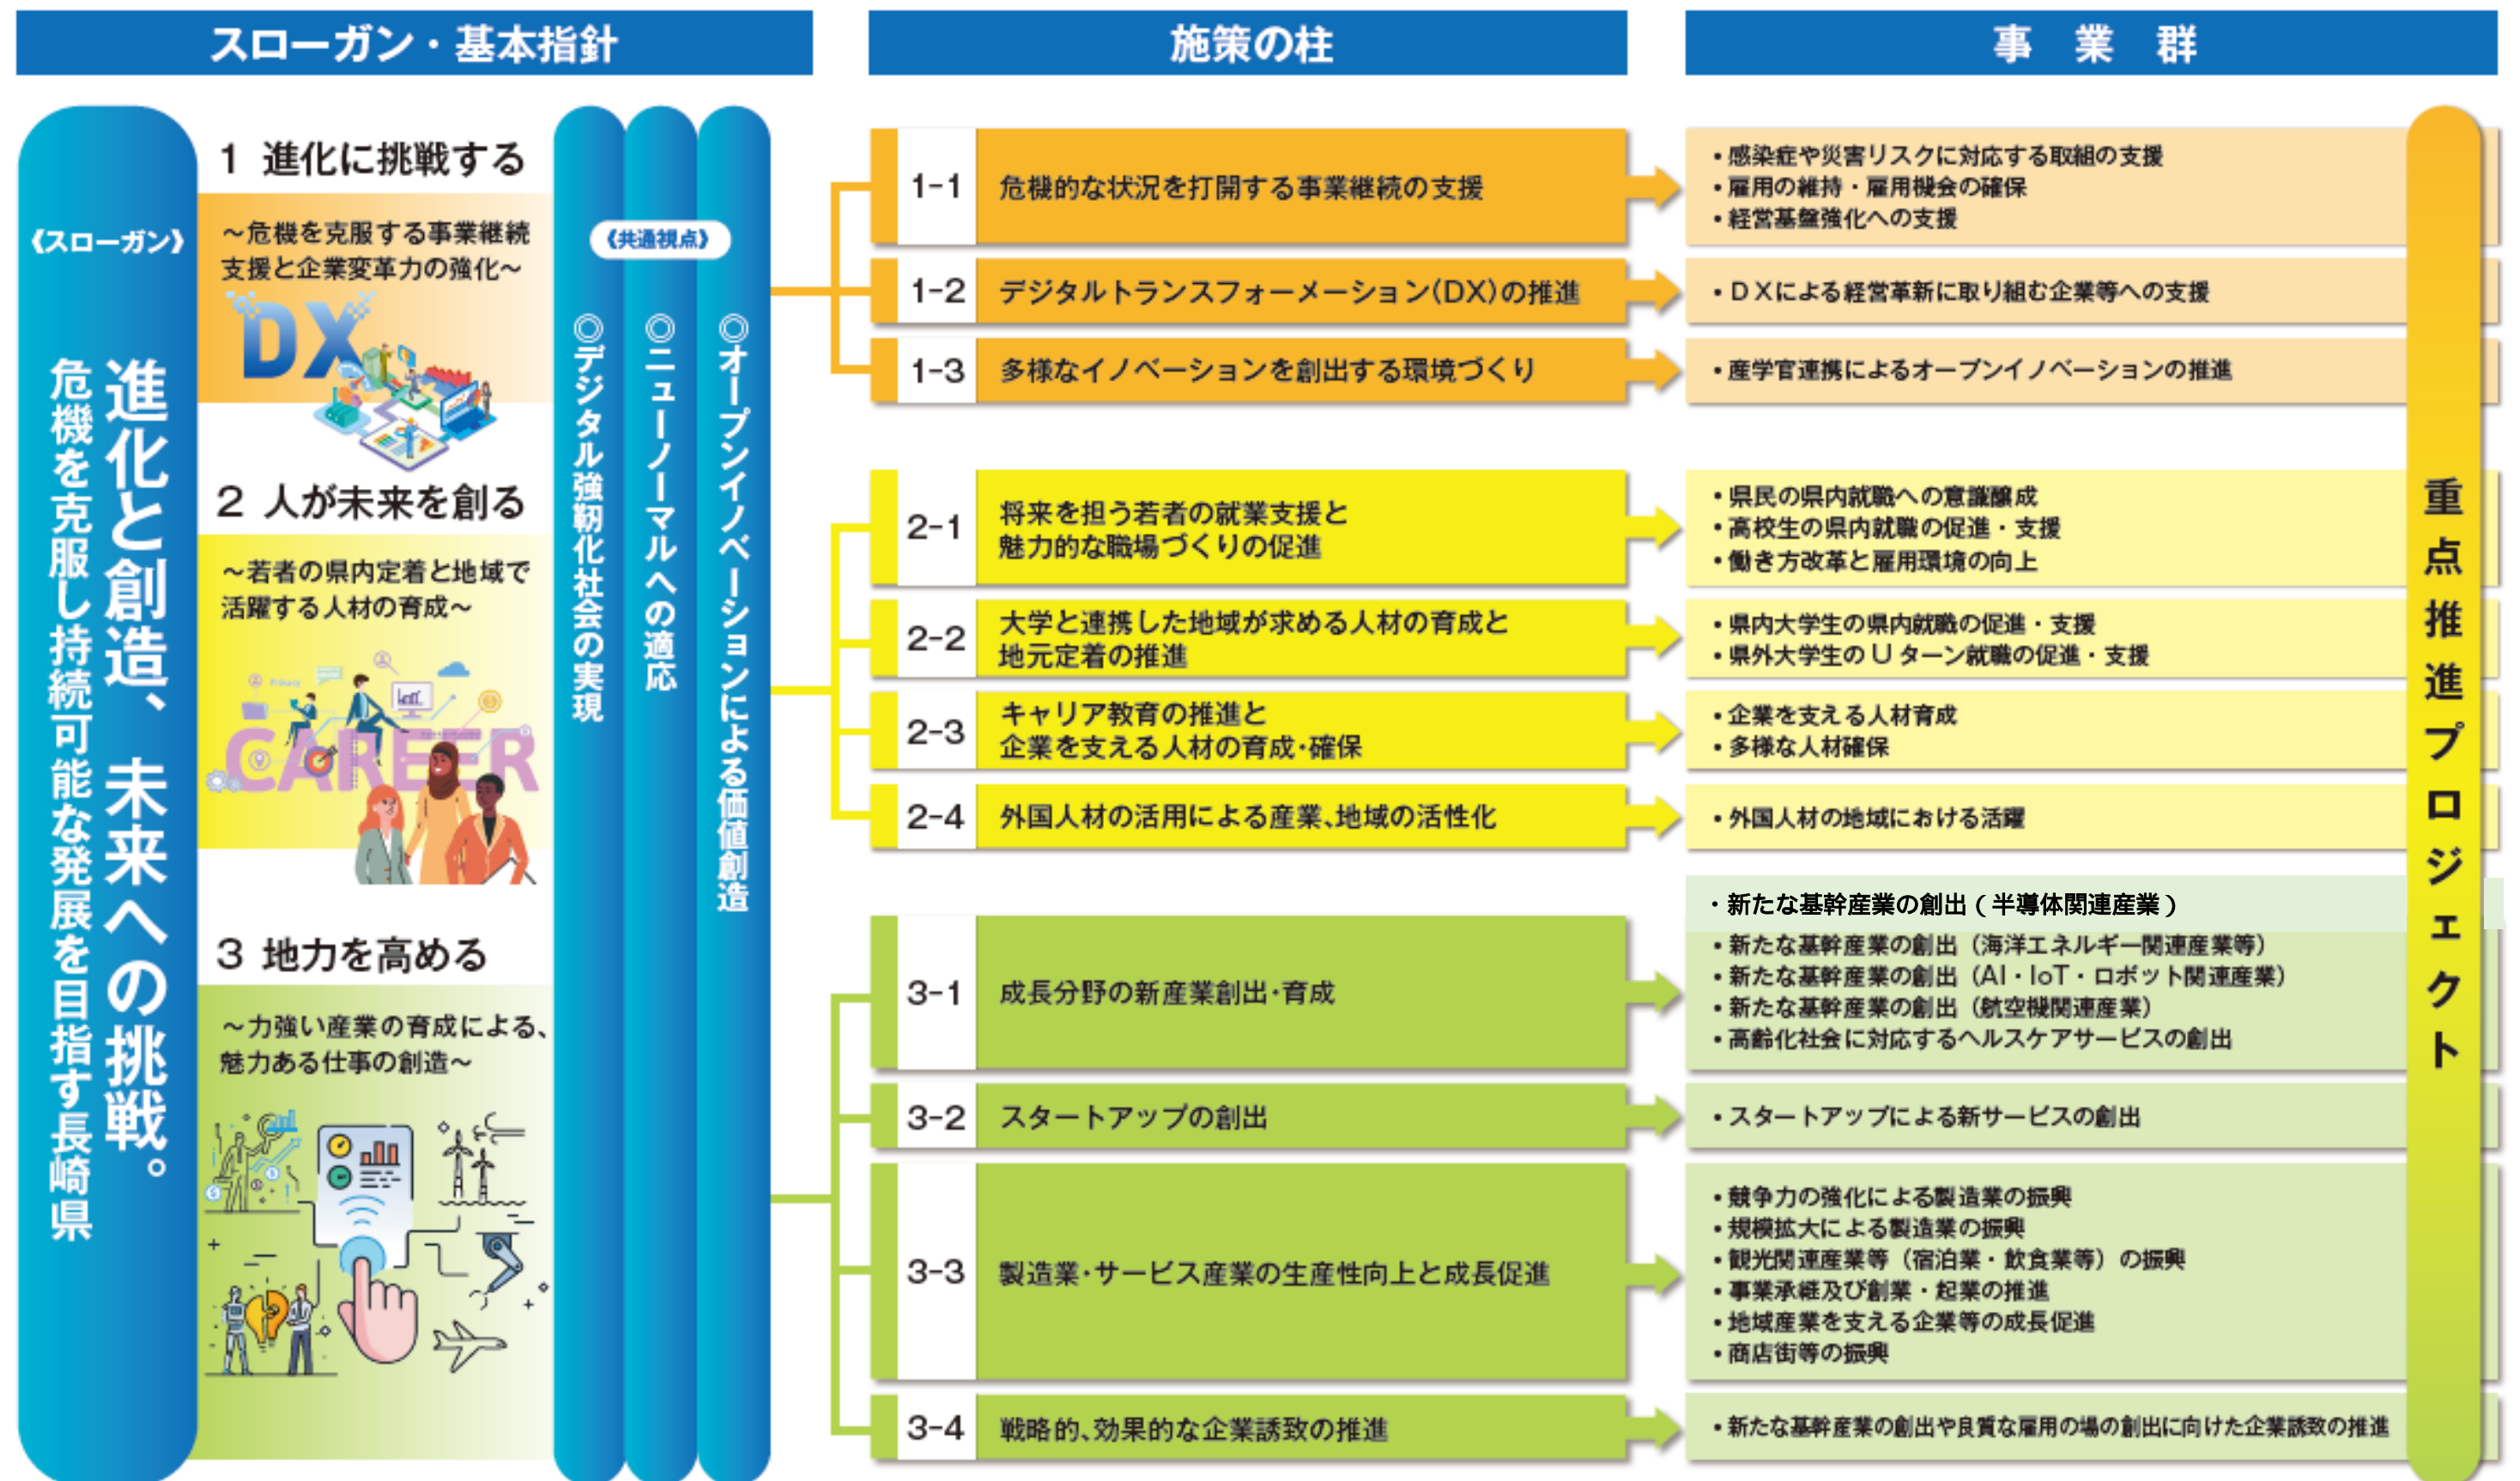 スローガン・基本指針
施策の柱
事業群
《スローガン》
進化と創造、未来への挑戦。
危機を克服し持続可能な発展を目指す長崎県
1 進化に挑戦する
～危機を克服する事業継続
支援と企業変革力の強化～
DX
2 人が未来を創る
～若者の県内定着と地域で
活躍する人材の育成～
Privacy
CAREER
3 地力を高める
～力強い産業の育成による、
魅力ある仕事の創造～
《共通視点》
◎デジタル強靭化社会の実現
◎ニューノーマルへの適応
◎オープンイノベーションによる価値創造
1-1 危機的な状況を打開する事業継続の支援
・感染症や災害リスクに対応する取組の支援
・雇用の維持・雇用機会の確保
・経営基盤強化への支援
1-2 デジタルトランスフォーメーション(DX)の推進
・ＤＸによる経営革新に取り組む企業等への支援
1-3 多様なイノベーションを創出する環境づくり
・産学官連携によるオープンイノベーションの推進
2-1 将来を担う若者の就業支援と
魅力的な職場づくりの促進
・県民の県内就職への意識醸成
・高校生の県内就職の促進・支援
・働き方改革と雇用環境の向上
2-2 大学と連携した地域が求める人材の育成と
地元定着の推進
・県内大学生の県内就職の促進・支援
・県外大学生のＵターン就職の促進・支援
2-3 キャリア教育の推進と
企業を支える人材の育成・確保
・企業を支える人材育成
・多様な人材確保
2-4 外国人材の活用による産業、地域の活性化
・外国人材の地域における活躍
3-1 成長分野の新産業創出・育成
・新たな基幹産業の創出（半導体関連産業）
・新たな基幹産業の創出（海洋エネルギー関連産業等）
・新たな基幹産業の創出（AI・IoT・ロボット関連産業）
・新たな基幹産業の創出（航空機関連産業）
・高齢化社会に対応するヘルスケアサービスの創出
3-2 スタートアップの創出
・スタートアップによる新サービスの創出
3-3 製造業・サービス産業の生産性向上と成長促進
・競争力の強化による製造業の振興
・規模拡大による製造業の振興
・観光関連産業等（宿泊業・飲食業等）の振興
・事業承継及び創業・起業の推進
・地域産業を支える企業等の成長促進
・商店街等の振興
3-4 戦略的、効果的な企業誘致の推進
・新たな基幹産業の創出や良質な雇用の場の創出に向けた企業誘致の推進
重点推進プロジェクト